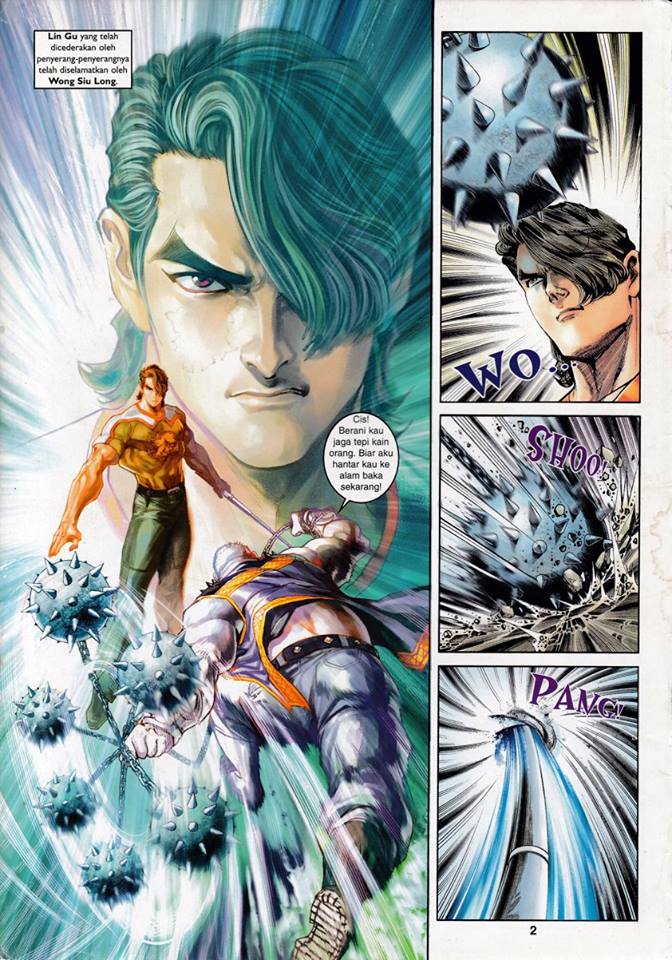 Lin Gu yang telah
dicederakan oleh
penyerang-penyerangnya
telah diselamatkan oleh
Wong Siu Long.
Cis!
Berani kau
jaga tepi kain
orang. Biar aku
hantar kau ke
alam baka
sekarang!
WO...
SHOO!
PANG!
2